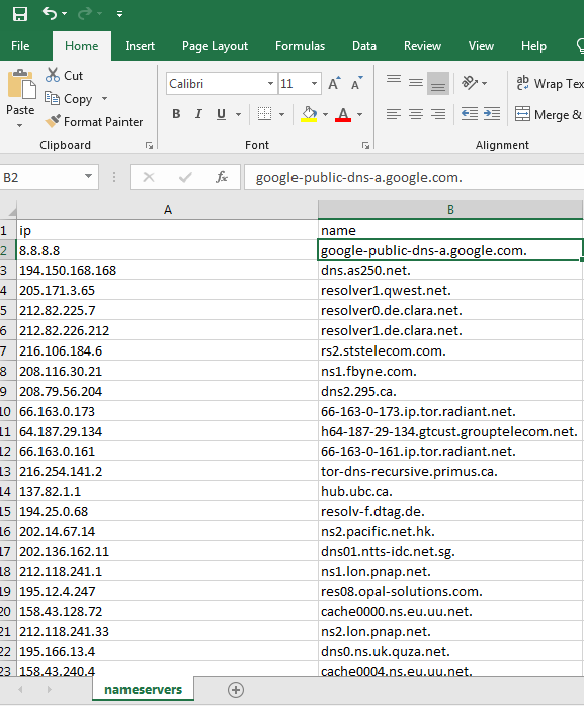 File Home Insert Page Layout Formulas Data Review View Help
Cut
Copy
Format Painter
Paste
Clipboard
Calibri 11 A A
B I U A
Font
ab Wrap Tex
Merge &
Alignment
B2 fx google-public-dns-a.google.com.
A B
1 ip name
2 8.8.8.8 google-public-dns-a.google.com.
3 194.150.168.168 dns.as250.net.
4 205.171.3.65 resolver1.qwest.net.
5 212.82.225.7 resolver0.de.clara.net.
6 212.82.226.212 resolver1.de.clara.net.
7 216.106.184.6 rs2.ststelecom.com.
8 208.116.30.21 ns1.fbyne.com.
9 208.79.56.204 dns2.295.ca.
10 66.163.0.173 66-163-0-173.ip.tor.radiant.net.
11 64.187.29.134 h64-187-29-134.gtcust.grouptelecom.net.
12 66.163.0.161 66-163-0-161.ip.tor.radiant.net.
13 216.254.141.2 tor-dns-recursive.primus.ca.
14 137.82.1.1 hub.ubc.ca.
15 194.25.0.68 resolv-f.dtag.de.
16 202.14.67.14 ns2.pacific.net.hk.
17 202.136.162.11 dns01.ntts-idc.net.sg.
18 212.118.241.1 ns1.lon.pnap.net.
19 195.12.4.247 res08.opal-solutions.com.
20 158.43.128.72 cache0000.ns.eu.uu.net.
21 212.118.241.33 ns2.lon.pnap.net.
22 195.166.13.4 dns0.ns.uk.quza.net.
23 158.43.240.4 cache0004.ns.eu.uu.net.
nameservers